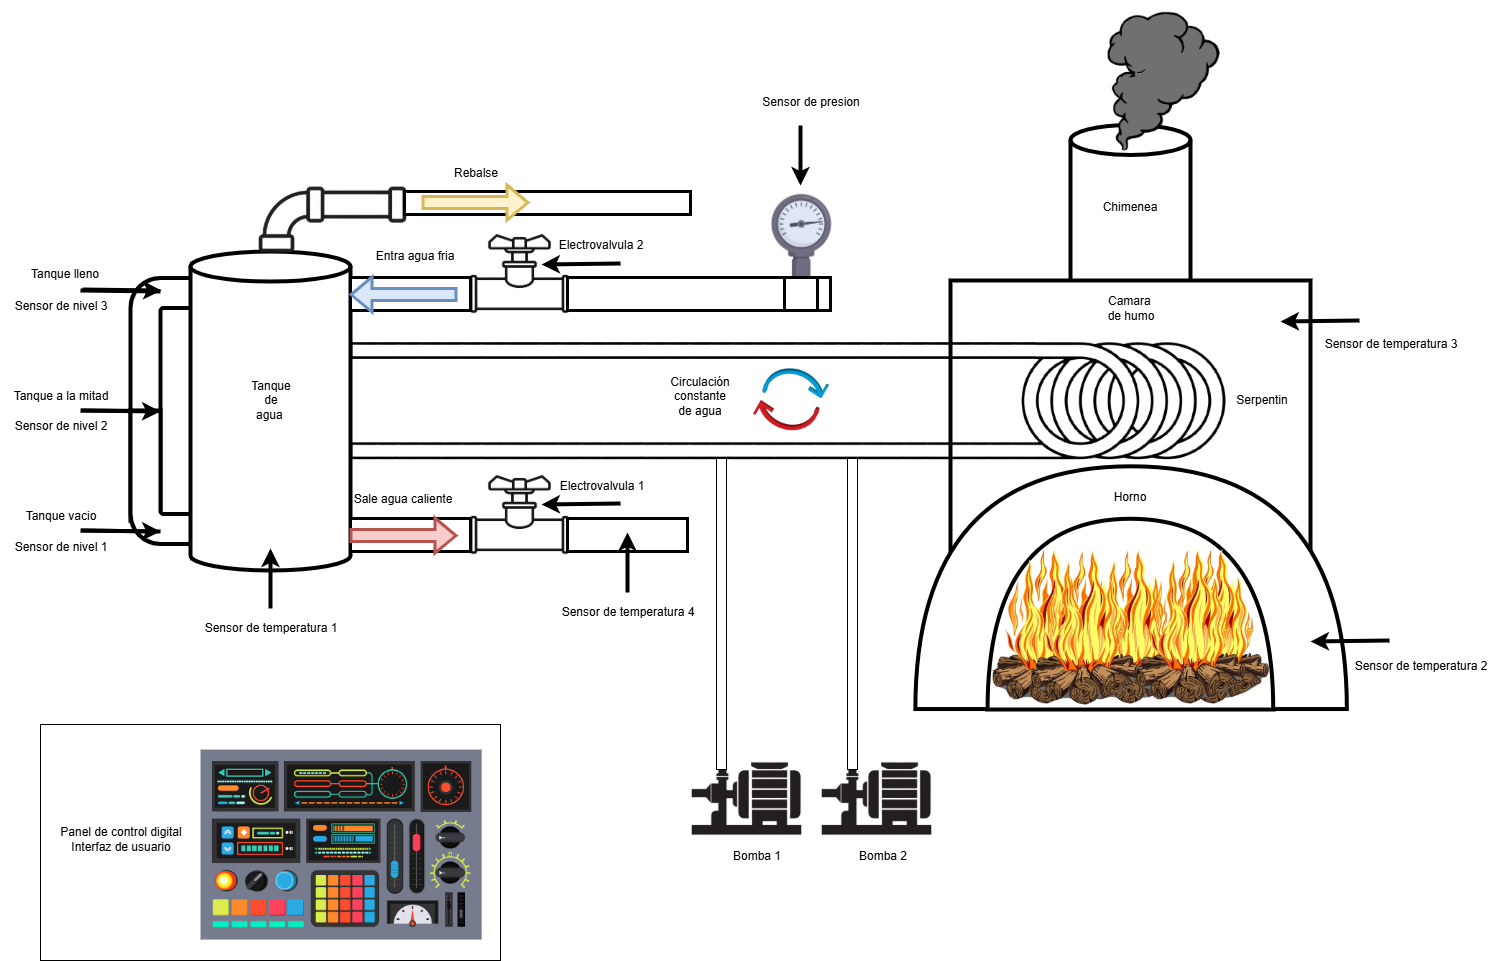 Sensor de presion
Rebalse
Chimenea
Entra agua fria
Electrovalvula 2
Tanque lleno
Sensor de nivel 3
Camara
de humo
Sensor de temperatura 3
Tanque
de
agua
Circulación
constante
de agua
Serpentin
Tanque a la mitad
Sensor de nivel 2
Sale agua caliente
Electrovalvula 1
Horno
Tanque vacio
Sensor de nivel 1
Sensor de temperatura 4
Sensor de temperatura 1
Sensor de temperatura 2
Panel de control digital
Interfaz de usuario
Bomba 1
Bomba 2